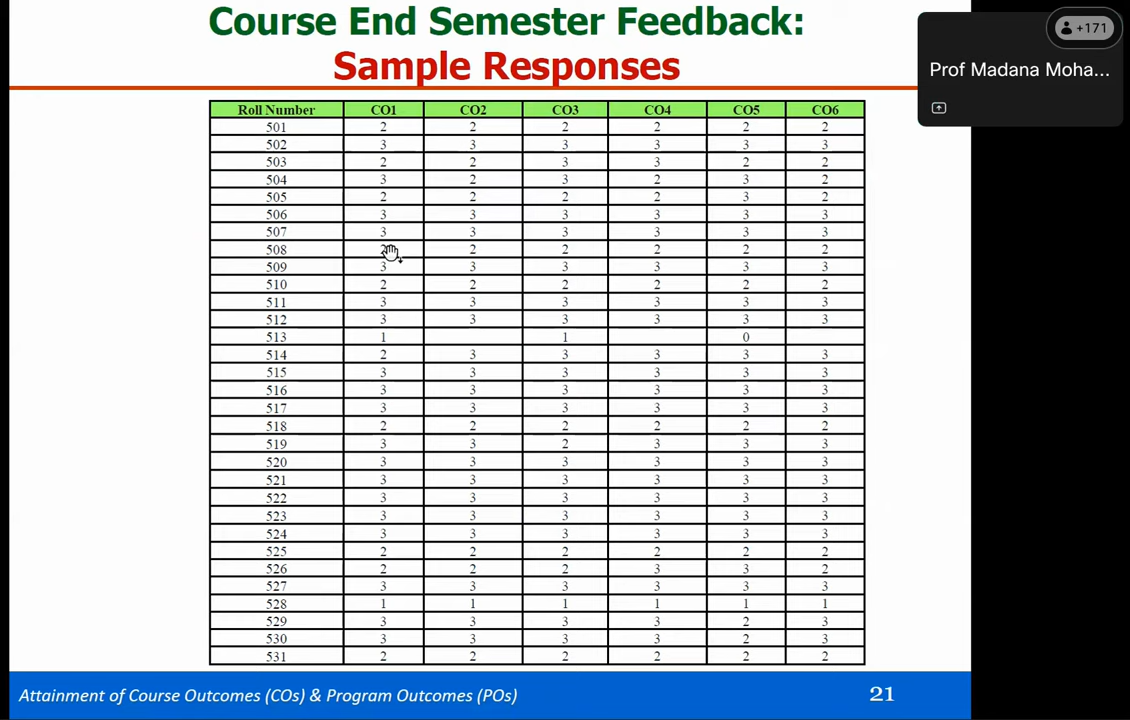 Course End Semester Feedback:
Sample Responses
+171
Prof Madana Moha...
Roll Number CO1 CO2 CO3 CO4 CO5 CO6
501 2 2 2 2 2 2
502 3 3 3 3 3 3
503 2 2 3 3 2 2
504 3 2 3 2 3 2
505 2 2 2 2 3 2
506 3 3 3 3 3 3
507 3 3 3 3 3 3
508 2 2 2 2 2
509 3 3 3 3 3 3
510 2 2 2 2 2 2
511 3 3 3 3 3 3
512 3 3 3 3 3 3
513 1 1 0
514 2 3 3 3 3 3
515 3 3 3 3 3 3
516 3 3 3 3 3 3
517 3 3 3 3 3 3
518 2 2 2 2 2 2
519 3 3 2 3 3 3
520 3 3 3 3 3 3
521 3 3 3 3 3 3
522 3 3 3 3 3 3
523 3 3 3 3 3 3
524 3 3 3 3 3 3
525 2 2 2 2 2 2
526 2 2 2 3 3 2
527 3 3 3 3 3 3
528 1 1 1 1 1 1
529 3 3 3 3 2 3
530 3 3 3 3 2 3
531 2 2 2 2 2 2
Attainment of Course Outcomes (COs) & Program Outcomes (POs)
21